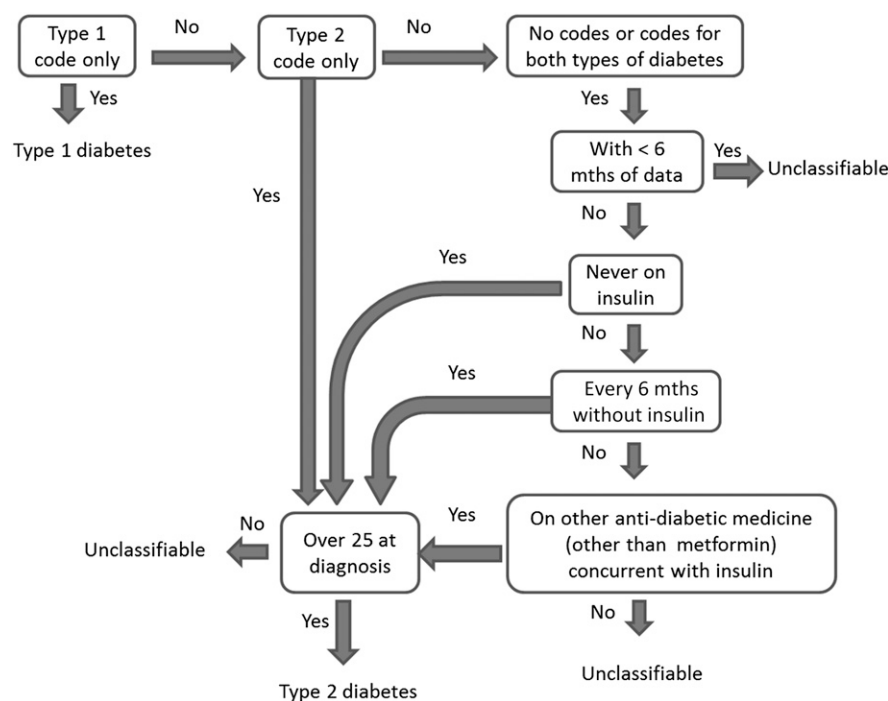 Type 1
code only
No
Type 2
code only
No
No codes or codes for
both types of diabetes
Yes
Type 1 diabetes
Yes
Yes
With < 6
mths of data
Yes
Unclassifiable
No
Yes
Never on
insulin
No
Yes
Every 6 mths
without insulin
No
On other anti-diabetic medicine
(other than metformin)
concurrent with insulin
Yes
Over 25 at
diagnosis
No
Unclassifiable
Yes
Type 2 diabetes
No
Unclassifiable